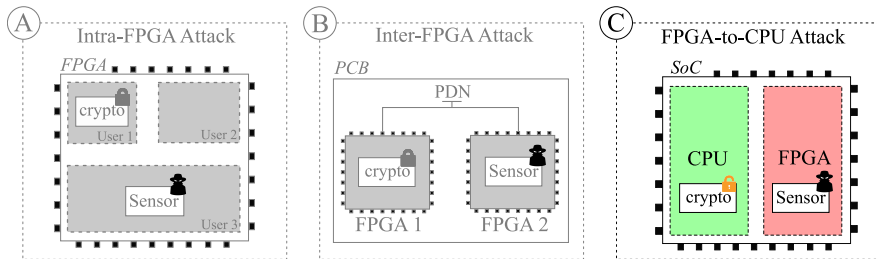 A
Intra-FPGA Attack
FPGA
crypto
User 1
User 2
Sensor
User 3
B
Inter-FPGA Attack
PCB
PDN
crypto
Sensor
FPGA 1
FPGA 2
C
FPGA-to-CPU Attack
SoC
CPU
FPGA
crypto
Sensor